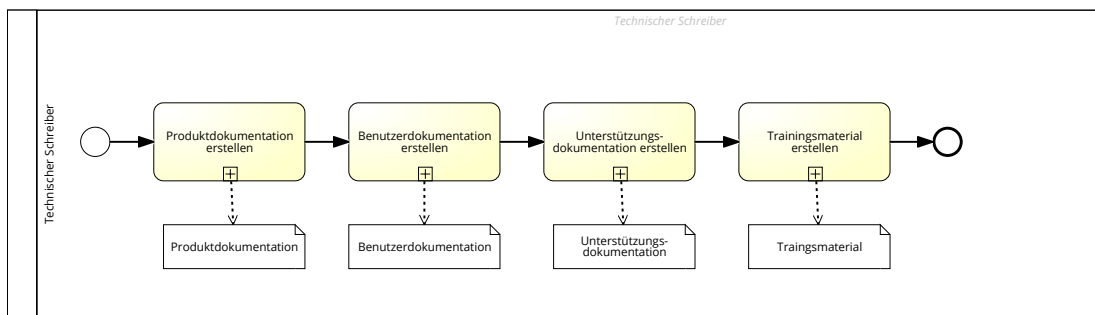 Technischer Schreiber
Technischer Schreiber
Produktdokumentation
erstellen
Benutzerdokumentation
erstellen
Unterstützungs-
dokumentation erstellen
Trainingsmaterial
erstellen
Produktdokumentation
Benutzerdokumentation
Unterstützungs-
dokumentation
Traingsmaterial